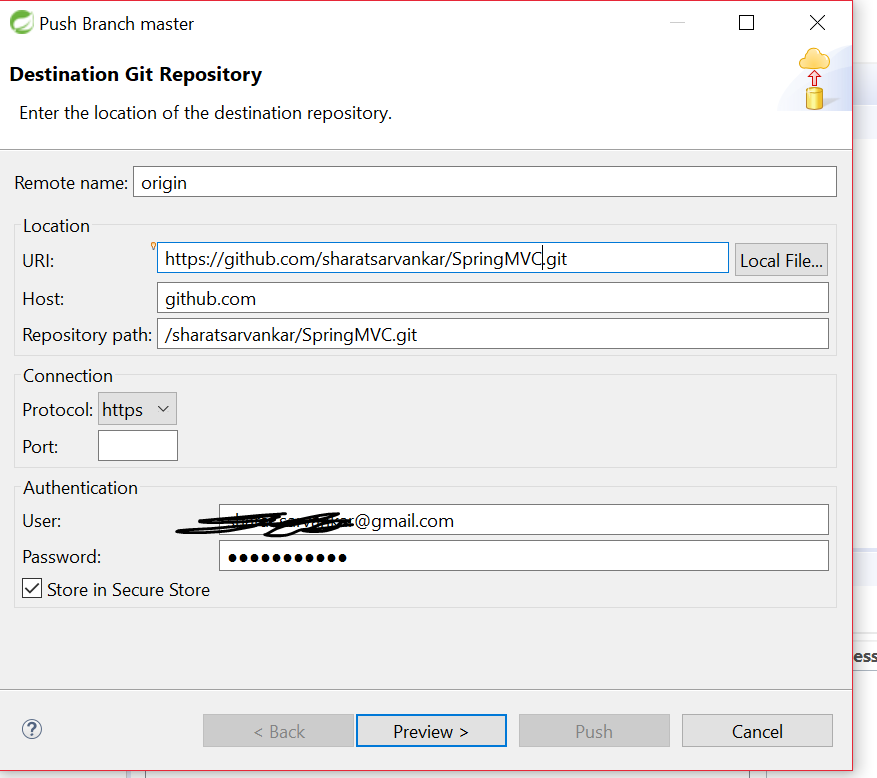 Push Branch master
Destination Git Repository
Enter the location of the destination repository.
Remote name: origin
Location
URI: https://github.com/sharatsarvankar/SpringMVC.git Local File...
Host: github.com
Repository path: /sharatsarvankar/SpringMVC.git
Connection
Protocol: https
Port:
Authentication
User: @gmail.com
Password: ●●●●●●●●●●●
Store in Secure Store
ess
< Back Preview > Push Cancel